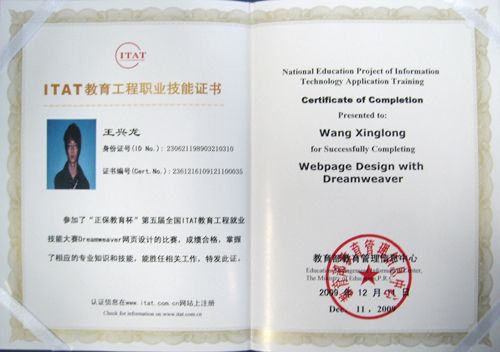 ITAT
ITAT教育工程职业技能证书
王兴龙
身份证号(ID No.): 230621198903210310
证书编号(Cert.No.): 2361216109121100035
参加了“正保教育杯”第五届全国ITAT教育工程就业
技能大赛Dreamweaver网页设计的比赛，成绩合格，掌握
了相应的专业知识和技能，能胜任相关工作，特发此证。
认证信息在www.itat.com.cn网站上注册
Check for information on www.itat.com.cn
National Education Project of Information
Technology Application Training
Certificate of Completion
Presented to:
Wang Xinglong
for Successfully Completing
Webpage Design with
Dreamweaver
教育部教育管理信息中心
Education Management Information Center,
The Ministry of Education,P.R.C.
2009 年 12 月 11 日
Dec. 11, 2009